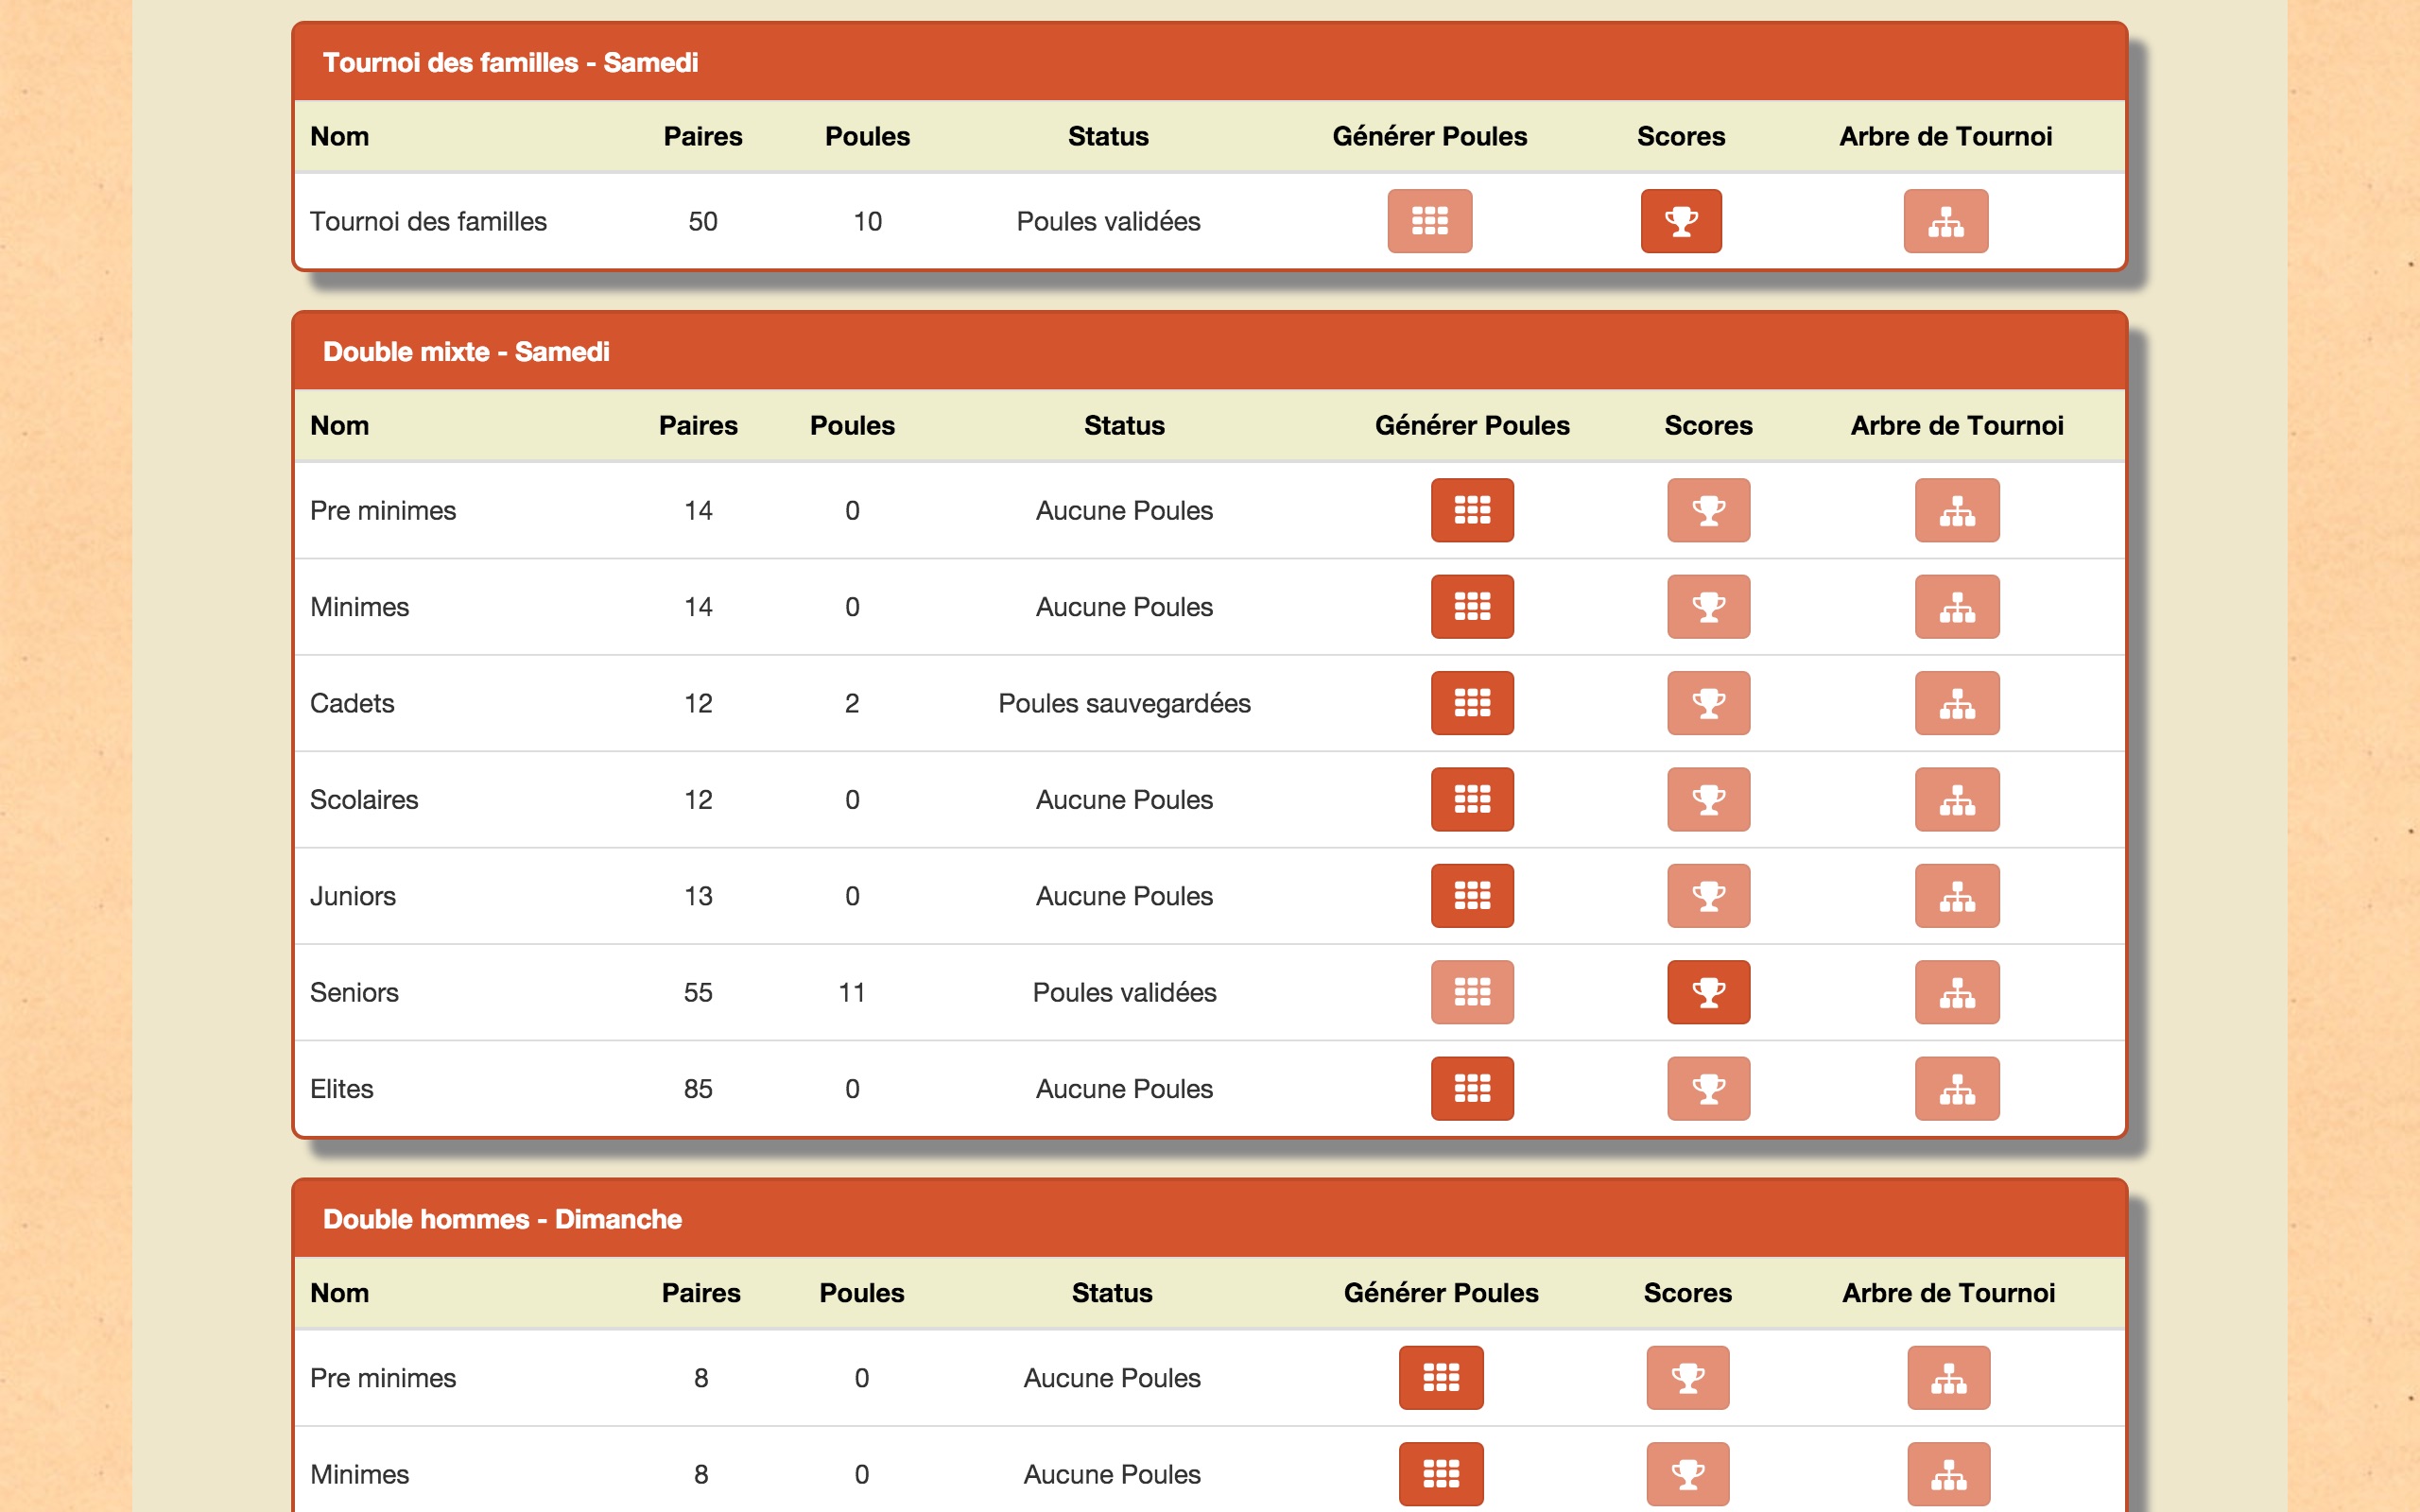 Tournoi des familles - Samedi
Nom Paires Poules Status Générer Poules Scores Arbre de Tournoi
Tournoi des familles 50 10 Poules validées
Double mixte - Samedi
Nom Paires Poules Status Générer Poules Scores Arbre de Tournoi
Pre minimes 14 0 Aucune Poules
Minimes 14 0 Aucune Poules
Cadets 12 2 Poules sauvegardées
Scolaires 12 0 Aucune Poules
Juniors 13 0 Aucune Poules
Seniors 55 11 Poules validées
Elites 85 0 Aucune Poules
Double hommes - Dimanche
Nom Paires Poules Status Générer Poules Scores Arbre de Tournoi
Pre minimes 8 0 Aucune Poules
Minimes 8 0 Aucune Poules